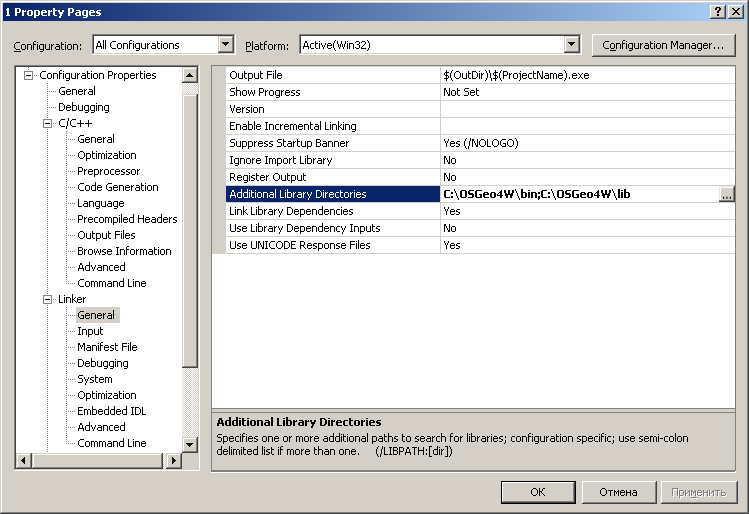 1 Property Pages
Configuration: All Configurations Platform: Active(Win32) Configuration Manager...
Configuration Properties
General
Debugging
C/C++
General
Optimization
Preprocessor
Code Generation
Language
Precompiled Headers
Output Files
Browse Information
Advanced
Command Line
Linker
General
Input
Manifest File
Debugging
System
Optimization
Embedded IDL
Advanced
Command Line
Output File $(OutDir)\$(ProjectName).exe
Show Progress Not Set
Version
Enable Incremental Linking
Suppress Startup Banner Yes (/NOLOGO)
Ignore Import Library No
Register Output No
Additional Library Directories C:\OSGeo4W\bin;C:\OSGeo4W\lib ...
Link Library Dependencies Yes
Use Library Dependency Inputs No
Use UNICODE Response Files Yes
Additional Library Directories
Specifies one or more additional paths to search for libraries; configuration specific; use semi-colon
delimited list if more than one. (/LIBPATH:[dir])
OK Отмена Применить